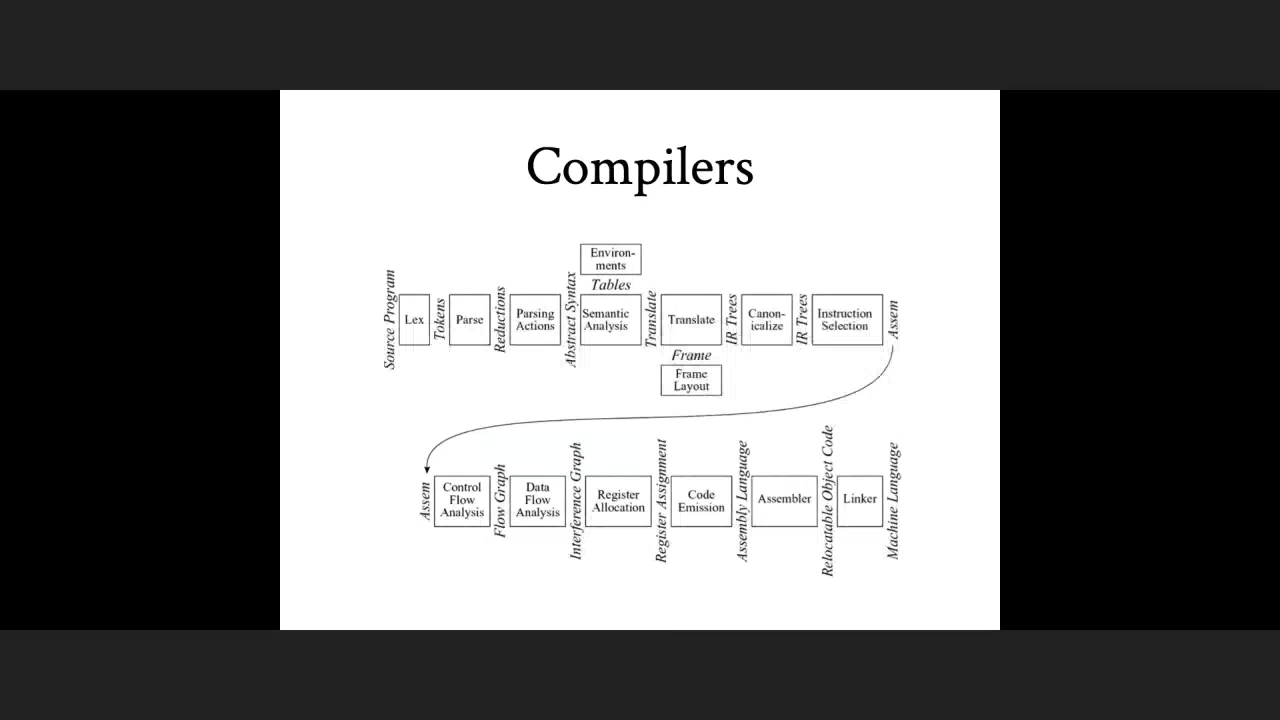 Compilers
Source Program
Lex
Tokens
Parse
Reductions
Parsing
Actions
Abstract Syntax
Environ-
ments
Tables
Semantic
Analysis
Translate
Translate
Frame
Frame
Layout
IR Trees
Canon-
icalize
IR Trees
Instruction
Selection
Assem
Assem
Control
Flow
Analysis
Flow Graph
Data
Flow
Analysis
Interference Graph
Register
Allocation
Register Assignment
Code
Emission
Assembly Language
Assembler
Relocatable Object Code
Linker
Machine Language